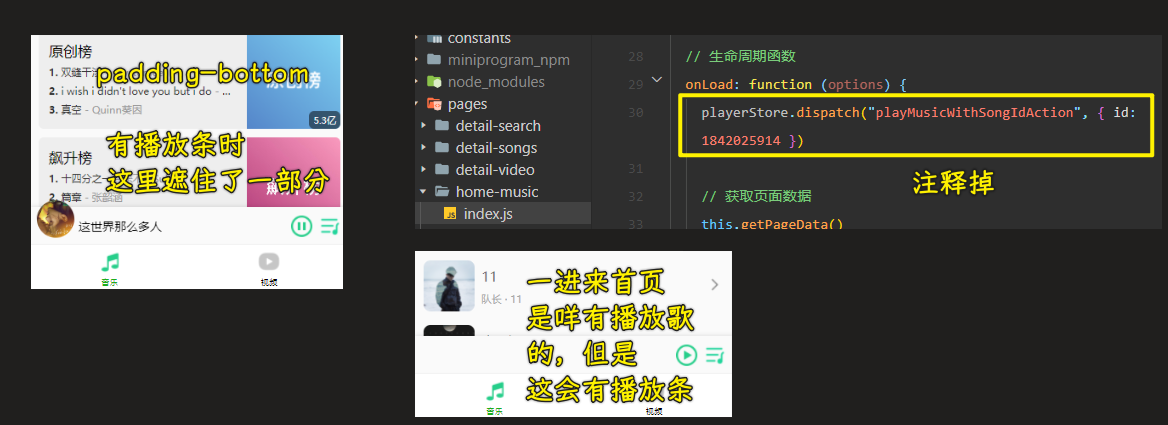 原创榜
1. 双缝干
padding-bottom
2. i wish i didn't love you but i do - ...
3. 真空 - Quinn葵因
5.3亿
有播放条时
飙升榜
1. 十四分之
这里遮住了一部分
2. 篇章 - 张韶涵
这世界那么多人
音乐
视频
constants
miniprogram_npm
node_modules
pages
detail-search
detail-songs
detail-video
home-music
index.js
28 // 生命周期函数
29 onLoad: function (options) {
30 playerStore.dispatch("playMusicWithSongIdAction", { id:
1842025914 })
31
注释掉
32 // 获取页面数据
33 this.getPageData()
11
队长 · 11
一进来首页
是咩有播放歌
的，但是
这会有播放条
音乐
视频